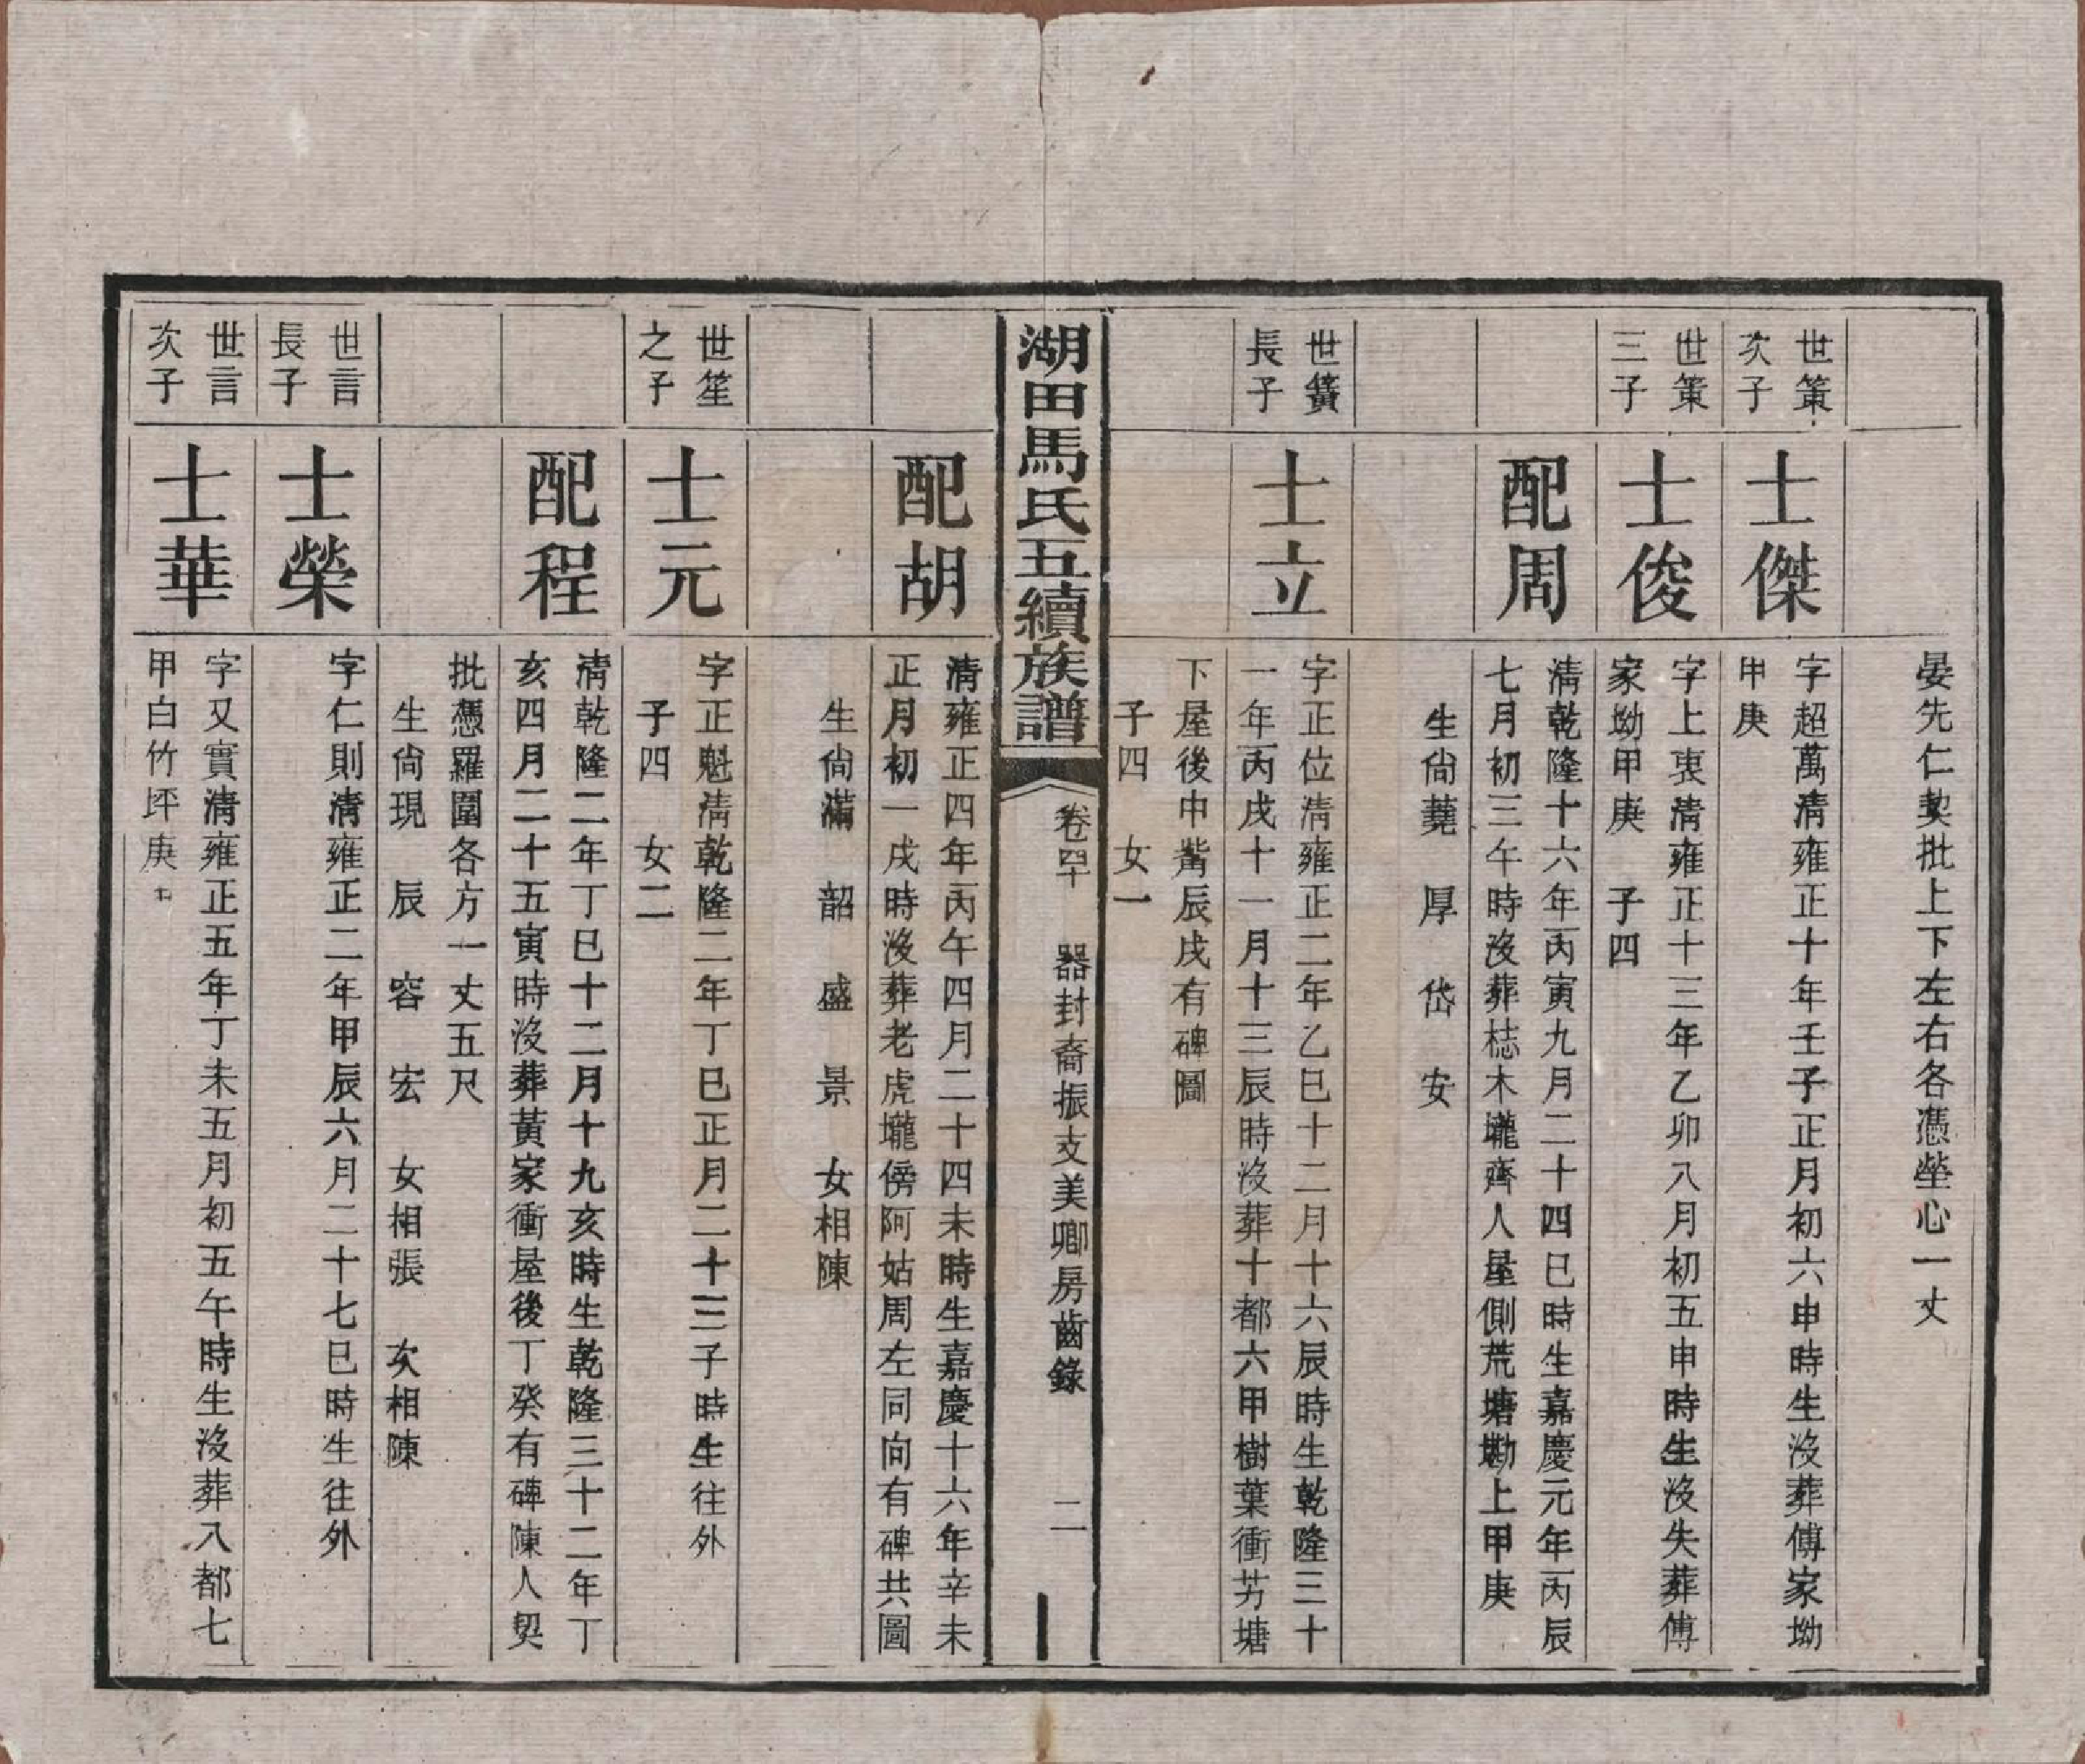 晏先仁契批上下左右各憑塋心一丈
世策
次子
士傑
字超萬清雍正十年壬子正月初六申時生沒葬傅家坳
甲庚
世策
三子
士俊
字上衷清雍正十三年乙卯八月初五申時生沒失葬傅
家坳甲庚 子四
配周
清乾隆十六年丙寅九月二十四巳時生嘉慶元年丙辰
七月初三午時沒葬梽木壠齊人屋側荒塘勘上甲庚
生尙蕘 厚 岱 安
世簧
長子
士立
字正位清雍正二年乙巳十二月十六辰時生乾隆三十
一年丙戌十一月十三辰時沒葬十都六甲樹葉衝艻塘
下屋後中嘴辰戌有碑圖
子四 女一
湖田馬氏五續族譜
卷四十 器封裔振支美卿房齒錄 二
配胡
清雍正四年丙午四月二十四未時生嘉慶十六年辛未
正月初一戌時沒葬老虎壠傍阿姑周左同向有碑共圖
生尙滿 韶 盛 景 女相陳
世笙
之子
士元
字正魁清乾隆二年丁巳正月二十三子時生往外
子四 女二
配程
清乾隆二年丁巳十二月十九亥時生乾隆三十二年丁
亥四月二十五寅時沒葬黃家衝屋後丁癸有碑陳人契
批憑羅圍各方一丈五尺
生尙現 辰 容 宏 女相張 次相陳
世言
長子
士榮
字仁則清雍正二年甲辰六月二十七巳時生往外
世言
次子
士華
字又實清雍正五年丁未五月初五午時生沒葬八都七
甲白竹坪庚